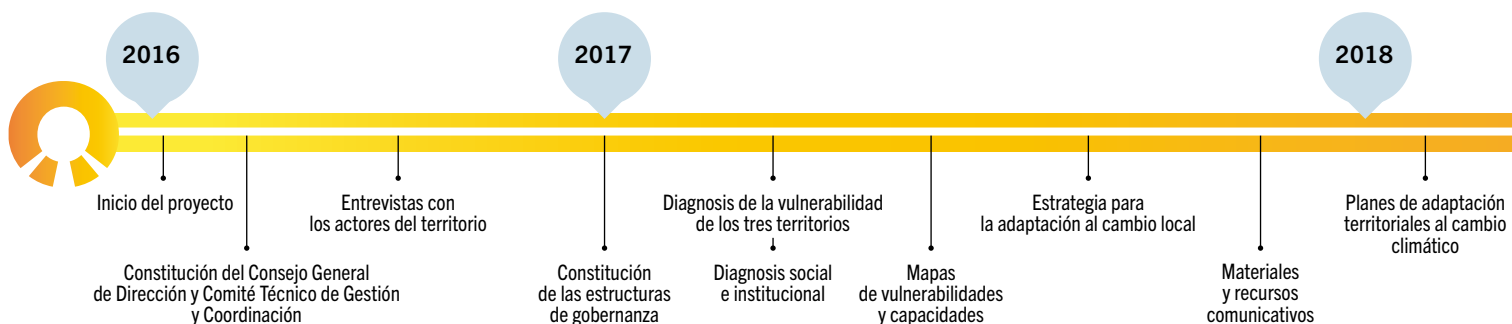 2016
2017
2018
Inicio del proyecto
Constitución del Consejo General
de Dirección y Comité Técnico de Gestión
y Coordinación
Entrevistas con
los actores del territorio
Constitución
de las estructuras
de gobernanza
Diagnosis de la vulnerabilidad
de los tres territorios
Diagnosis social
e institucional
Mapas
de vulnerabilidades
y capacidades
Estrategia para
la adaptación al cambio local
Materiales
y recursos
comunicativos
Planes de adaptación
territoriales al cambio
climático